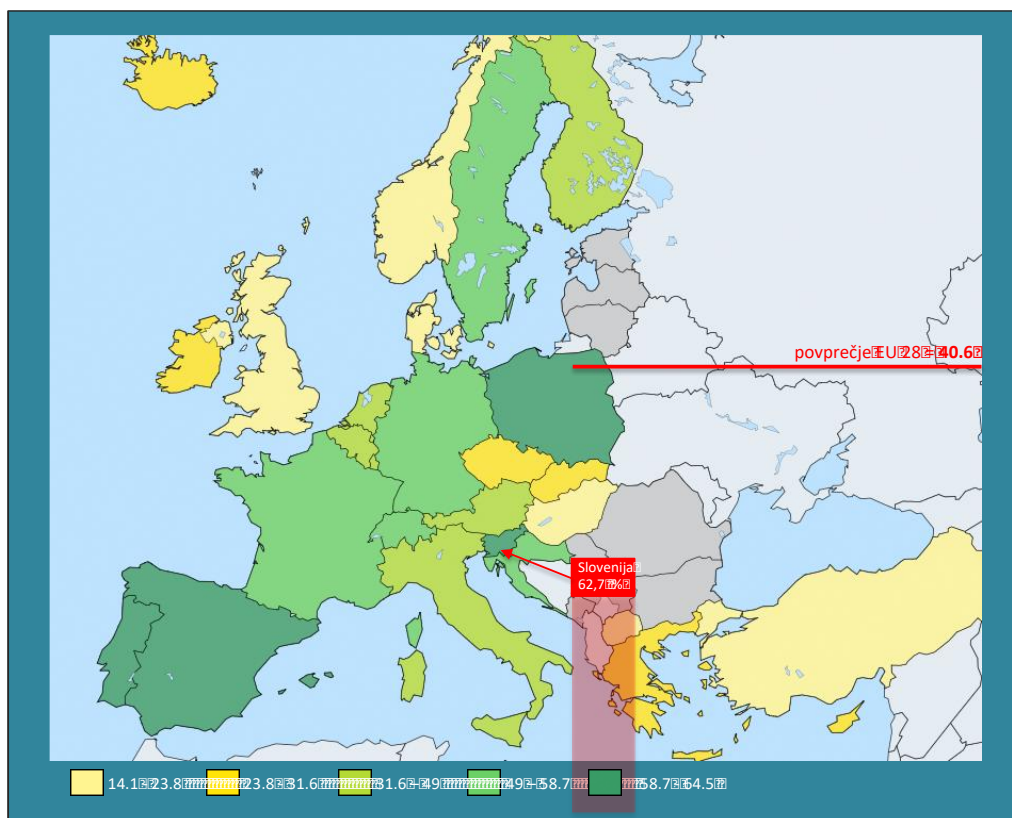 povprečje EU 28 = 40.6
Slovenija
62,7 %
14.1 - 23.8
23.8 - 31.6
31.6 - 49
49 - 58.7
58.7 - 64.5